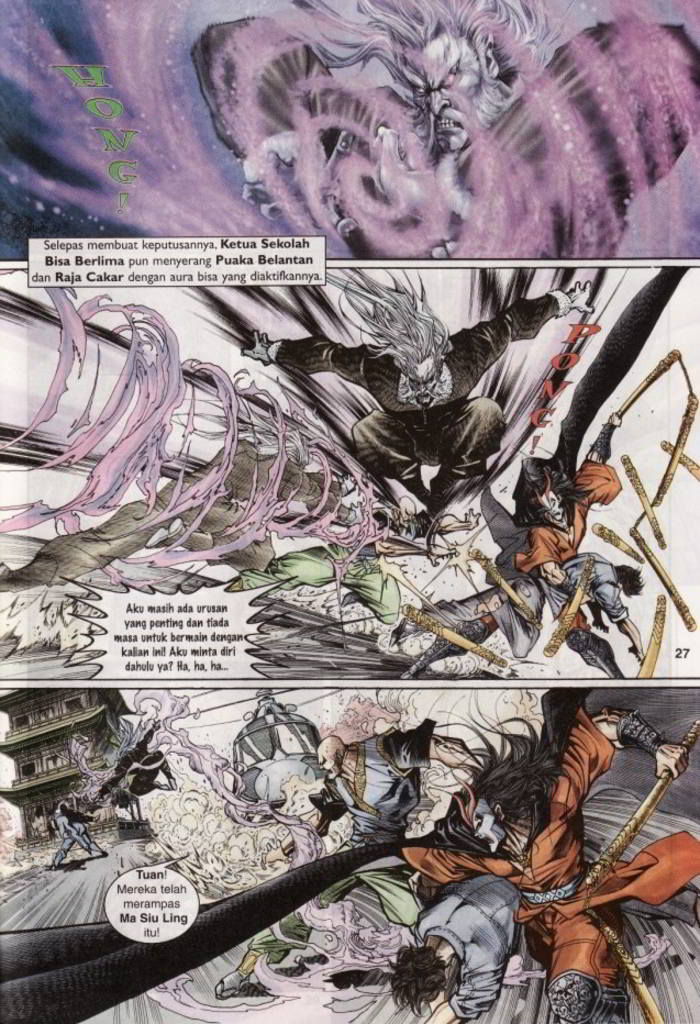 HONG!
Selepas membuat keputusannya, Ketua Sekolah
Bisa Berlima pun menyerang Puaka Belantan
dan Raja Cakar dengan aura bisa yang diaktifkannya.
PONG!
Aku masih ada urusan
yang penting dan tiada
masa untuk bermain dengan
kalian ini! Aku minta diri
dahulu ya? Ha, ha, ha...
27
Tuan!
Mereka telah
merampas
Ma Siu Ling
itu!